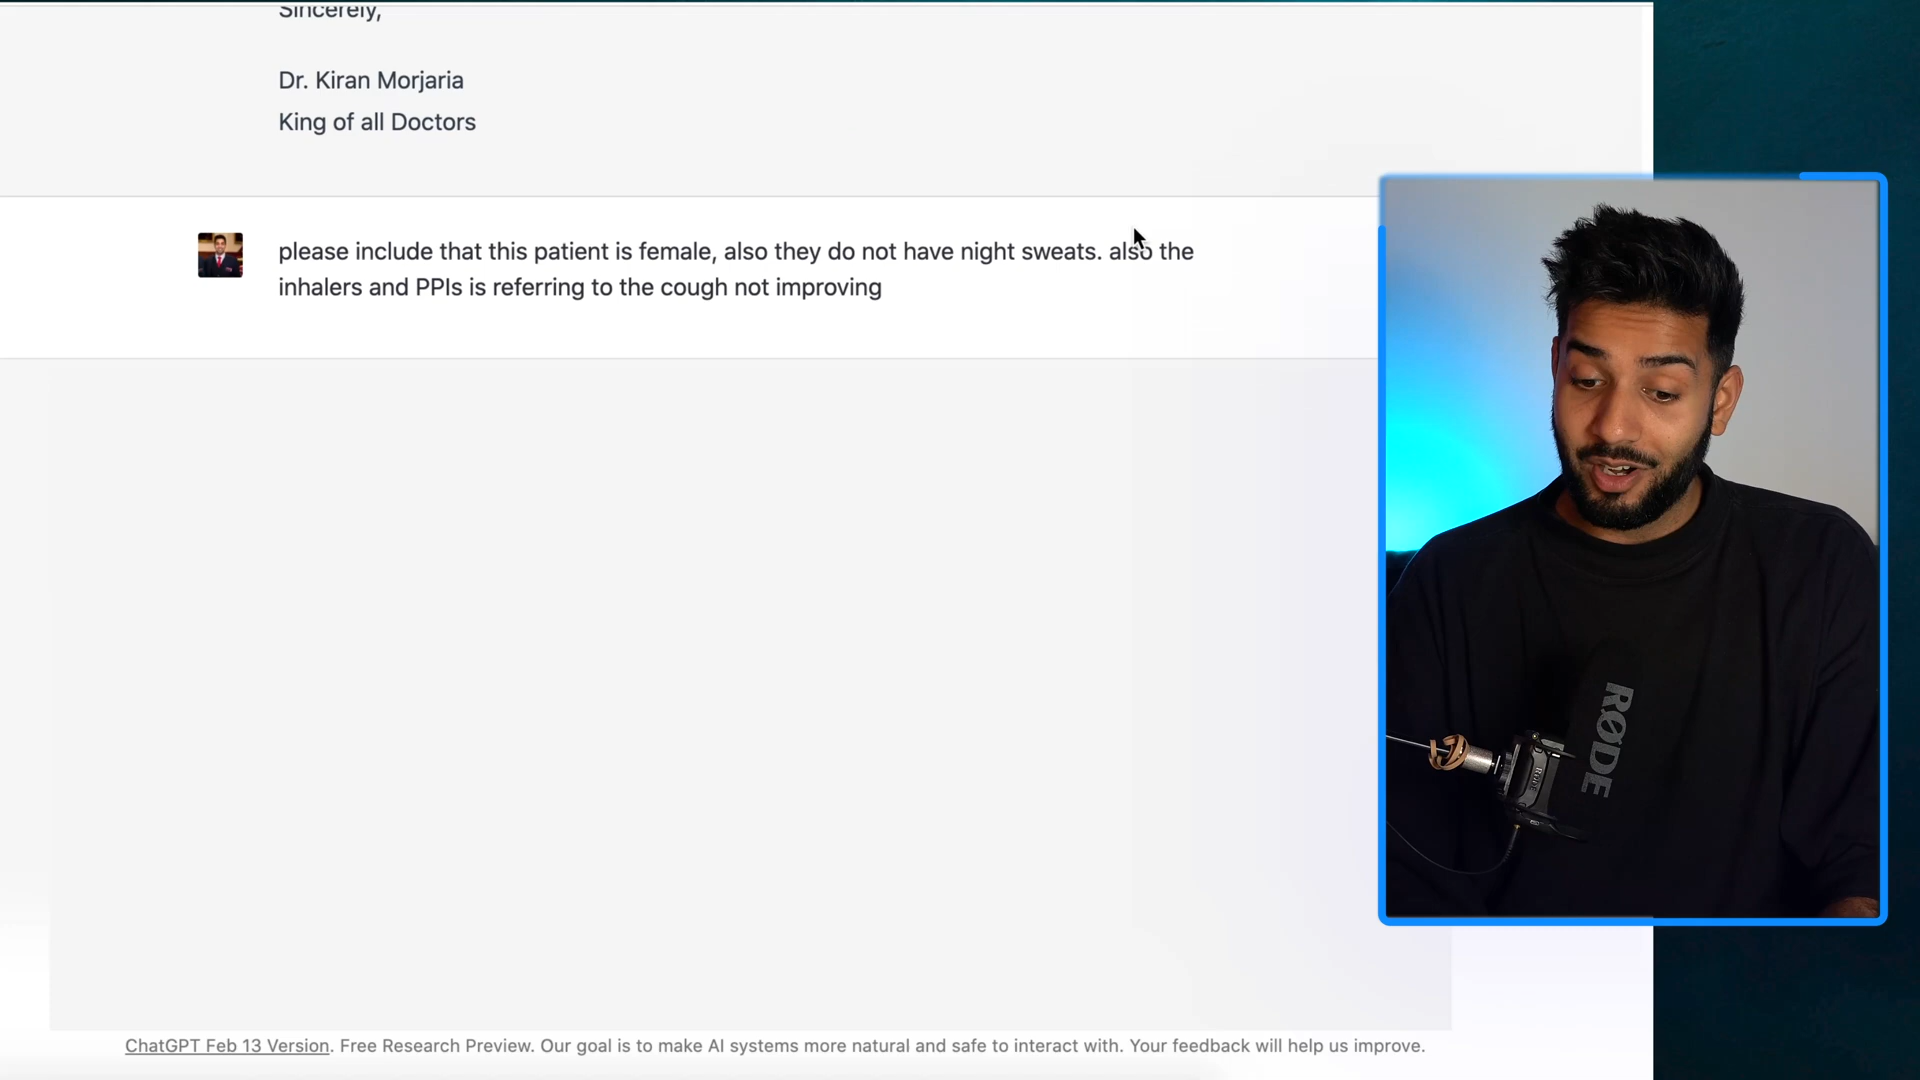 Sincerely,
Dr. Kiran Morjaria
King of all Doctors
please include that this patient is female, also they do not have night sweats. also the
inhalers and PPIs is referring to the cough not improving
RØDE
RØDE
ChatGPT Feb 13 Version. Free Research Preview. Our goal is to make AI systems more natural and safe to interact with. Your feedback will help us improve.